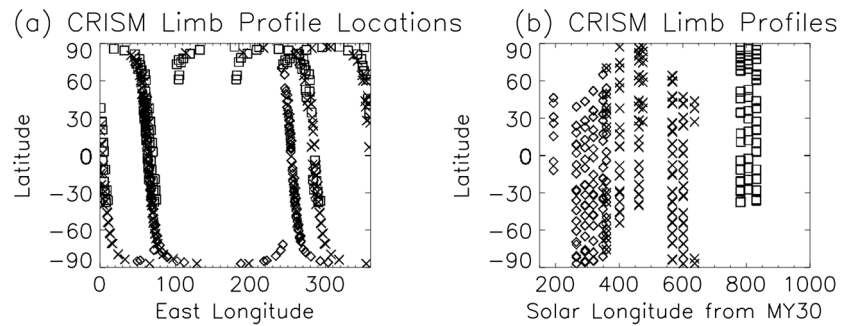 (a) CRISM Limb Profile Locations
90
60
30
0
-30
-60
-90
Latitude
0 100 200 300
East Longitude
(b) CRISM Limb Profiles
90
60
30
0
-30
-60
-90
Latitude
200 400 600 800 1000
Solar Longitude from MY30